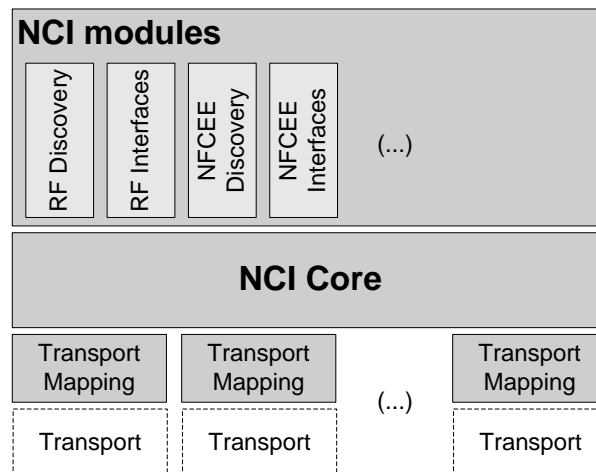 NCI modules
RF Discovery
RF Interfaces
NFCEE
Discovery
NFCEE
Interfaces
(...)
NCI Core
Transport
Mapping
Transport
Mapping
(...)
Transport
Mapping
Transport
Transport
Transport